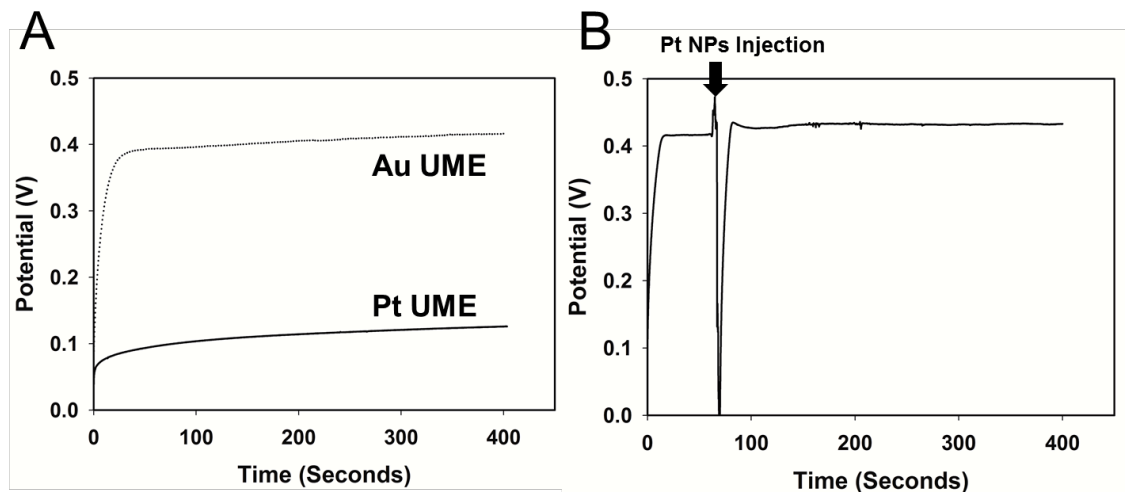 A
0.5
0.4
0.3
0.2
0.1
0.0
Potential (V)
Au UME
Pt UME
0 100 200 300 400
Time (Seconds)
B
Pt NPs Injection
0.5
0.4
0.3
0.2
0.1
0.0
Potential (V)
0 100 200 300 400
Time (Seconds)